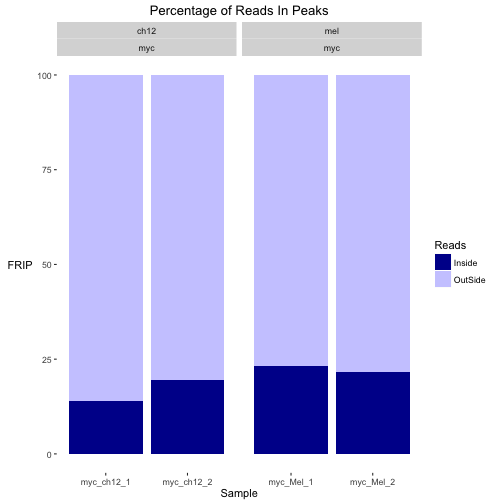 Percentage of Reads In Peaks
ch12
mel
myc
myc
100
75
50
25
0
FRIP
Reads
Inside
OutSide
myc_ch12_1
myc_ch12_2
myc_Mel_1
myc_Mel_2
Sample